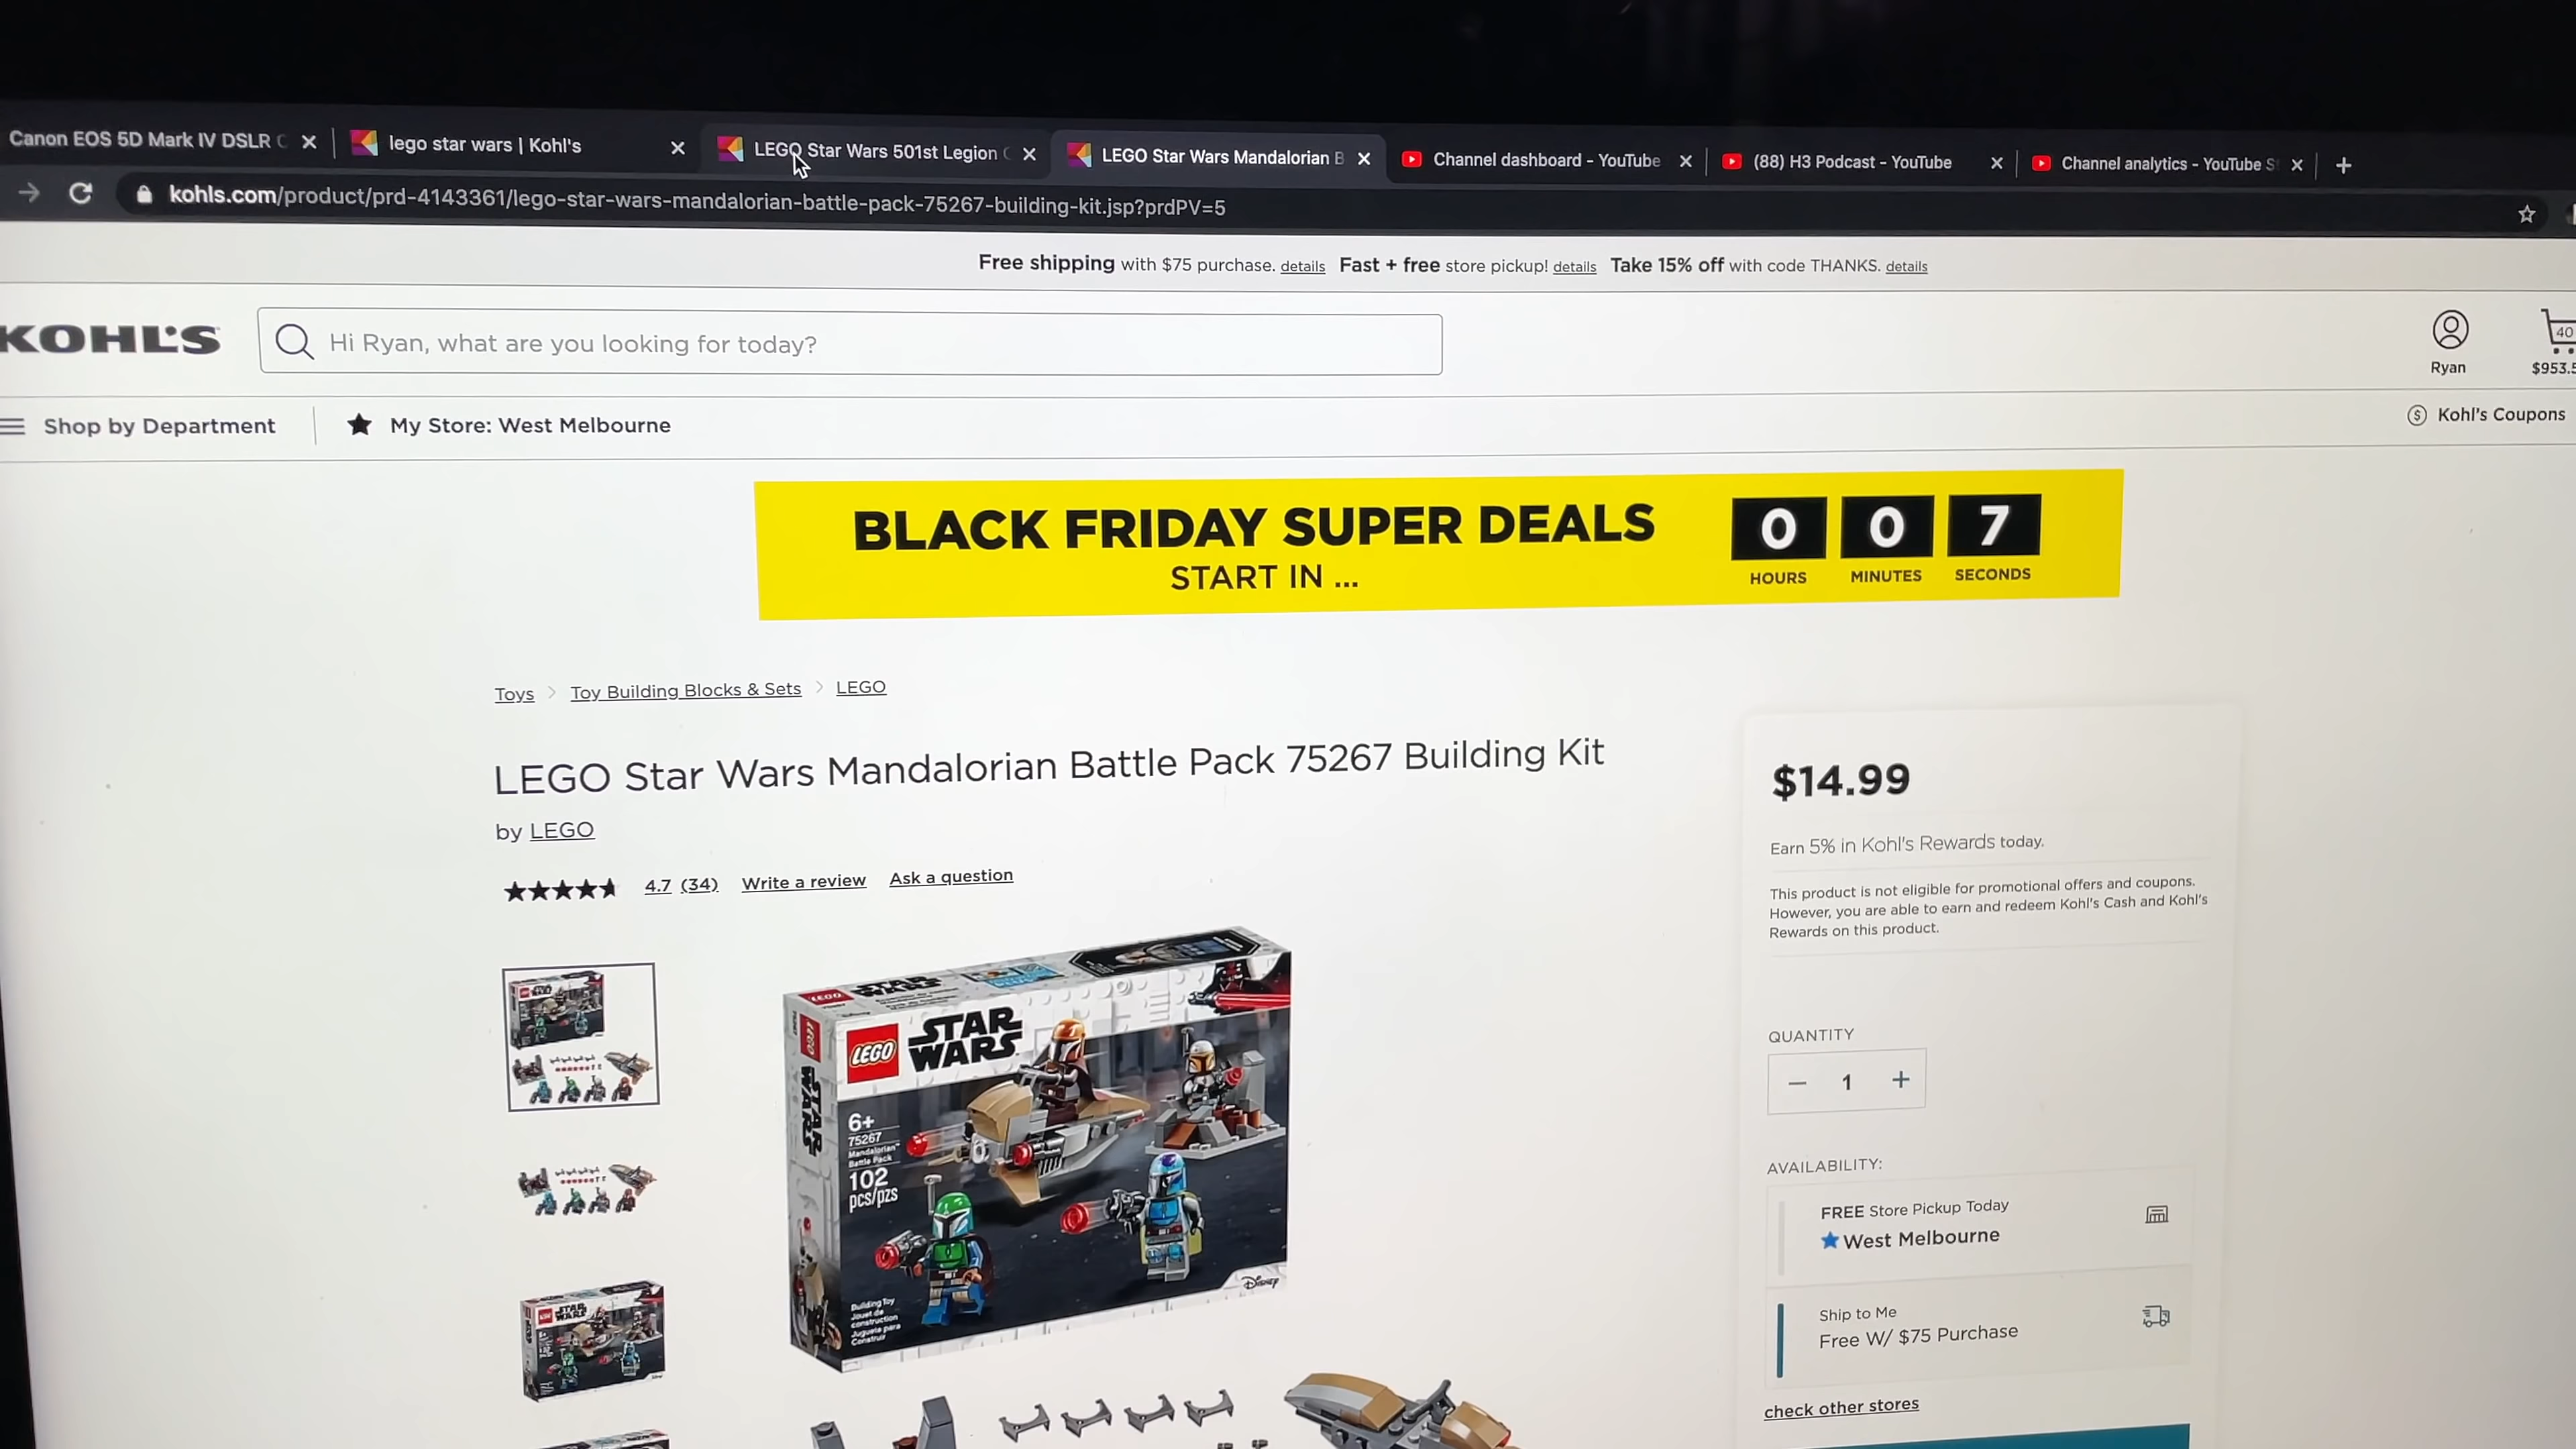 Canon EOS 5D Mark IV DSLR C
lego star wars | Kohl's
LEGO Star Wars 501st Legion C
LEGO Star Wars Mandalorian B
Channel dashboard - YouTube
(88) H3 Podcast - YouTube
Channel analytics - YouTube S
kohls.com/product/prd-4143361/lego-star-wars-mandalorian-battle-pack-75267-building-kit.jsp?prdPV=5
Free shipping with $75 purchase. details Fast + free store pickup! details Take 15% off with code THANKS. details
KOHL'S
Hi Ryan, what are you looking for today?
Ryan
40
$953.5
Shop by Department
My Store: West Melbourne
Kohl's Coupons
BLACK FRIDAY SUPER DEALS
START IN ...
0 0 7
HOURS MINUTES SECONDS
Toys > Toy Building Blocks & Sets > LEGO
LEGO Star Wars Mandalorian Battle Pack 75267 Building Kit
by LEGO
4.7 (34) Write a review Ask a question
$14.99
Earn 5% in Kohl's Rewards today.
This product is not eligible for promotional offers and coupons.
However, you are able to earn and redeem Kohl's Cash and Kohl's
Rewards on this product.
QUANTITY
— 1 +
AVAILABILITY:
FREE Store Pickup Today
West Melbourne
Ship to Me
Free W/ $75 Purchase
check other stores
LEGO
STAR
WARS
LEGO
STAR
WARS
LEGO
STAR
WARS
6+
75267
Mandalorian
Battle Pack
102
pcs/pzs
Building Toy
Jouet de
construction
Juguete para
Construir
Disney